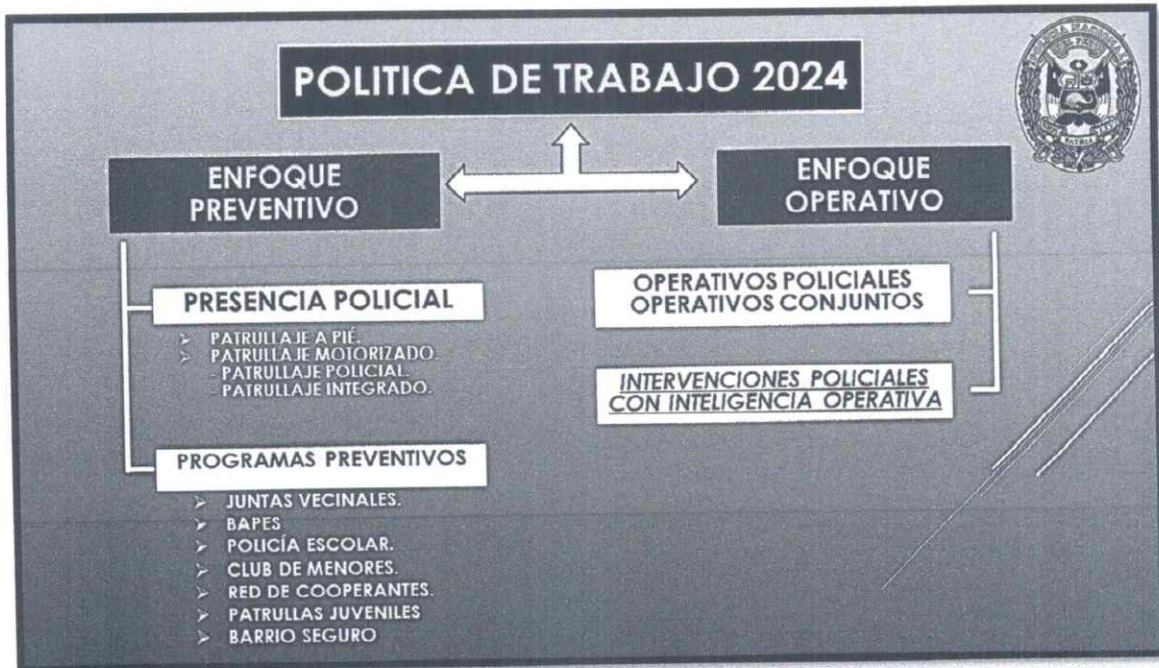 POLITICA DE TRABAJO 2024
ENFOQUE
PREVENTIVO
PRESENCIA POLICIAL
➢ PATRULLAJE A PIÉ.
➢ PATRULLAJE MOTORIZADO.
- PATRULLAJE POLICIAL.
- PATRULLAJE INTEGRADO.
PROGRAMAS PREVENTIVOS
➢ JUNTAS VECINALES.
➢ BAPES
➢ POLICÍA ESCOLAR.
➢ CLUB DE MENORES.
➢ RED DE COOPERANTES.
➢ PATRULLAS JUVENILES
➢ BARRIO SEGURO
ENFOQUE
OPERATIVO
OPERATIVOS POLICIALES
OPERATIVOS CONJUNTOS
INTERVENCIONES POLICIALES
CON INTELIGENCIA OPERATIVA
PATRIA